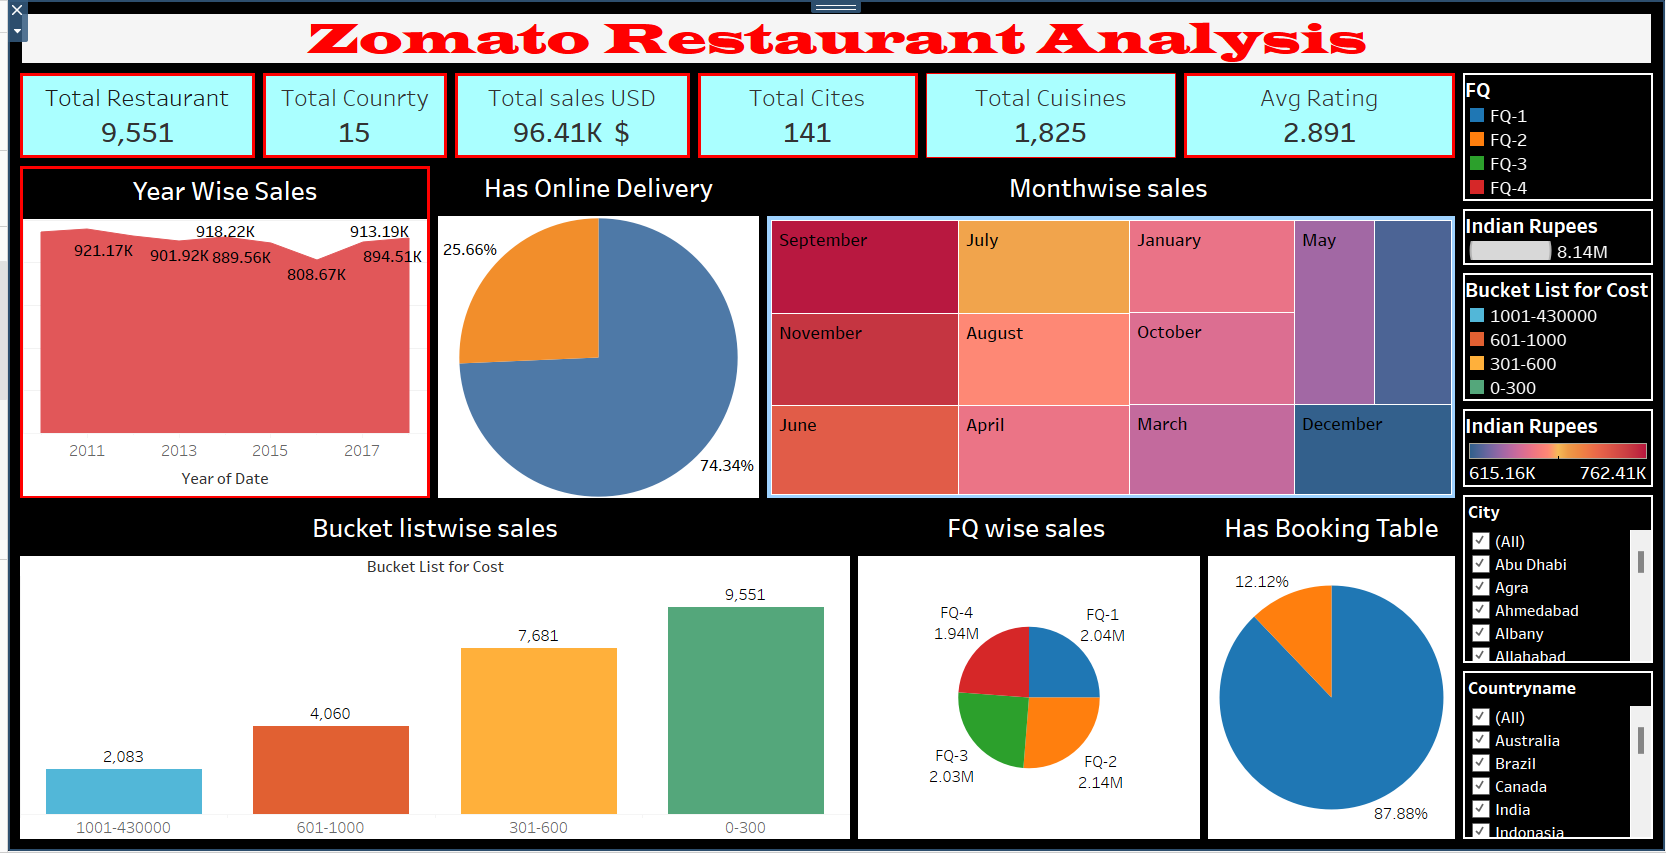 Zomato Restaurant Analysis
Total Restaurant
9,551
Total Counrty
15
Total sales USD
96.41K $
Total Cites
141
Total Cuisines
1,825
Avg Rating
2.891
Year Wise Sales
921.17K
901.92K
918.22K
889.56K
808.67K
913.19K
894.51K
2011
2013
2015
2017
Year of Date
Has Online Delivery
25.66%
74.34%
Monthwise sales
September
July
January
May
November
August
October
June
April
March
December
Bucket listwise sales
Bucket List for Cost
2,083
4,060
7,681
9,551
1001-430000
601-1000
301-600
0-300
FQ wise sales
FQ-4
1.94M
FQ-1
2.04M
FQ-3
2.03M
FQ-2
2.14M
Has Booking Table
12.12%
87.88%
FQ
FQ-1
FQ-2
FQ-3
FQ-4
Indian Rupees
8.14M
Bucket List for Cost
1001-430000
601-1000
301-600
0-300
Indian Rupees
615.16K
762.41K
City
(All)
Abu Dhabi
Agra
Ahmedabad
Albany
Allahabad
Countryname
(All)
Australia
Brazil
Canada
India
Indonasia